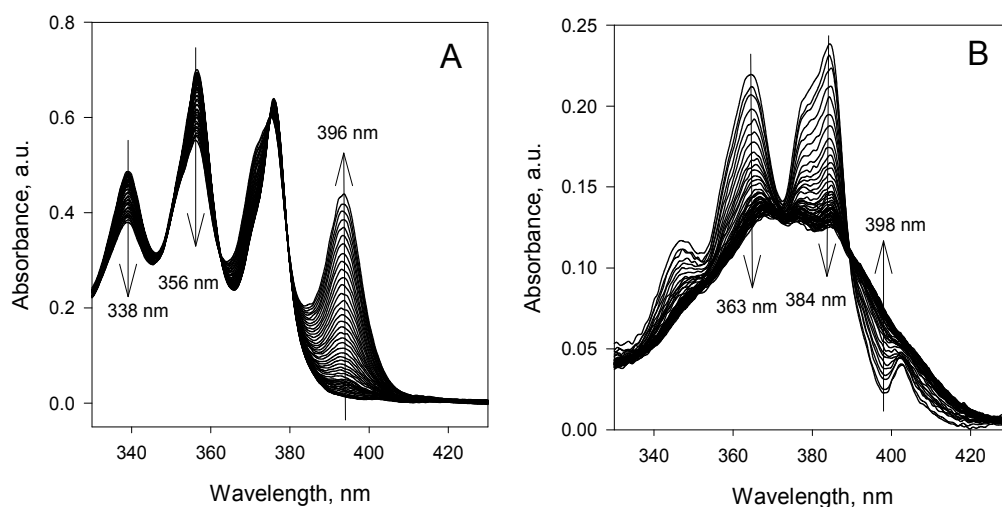 A
0.8
0.6
0.4
0.2
0.0
Absorbance, a.u.
396 nm
356 nm
338 nm
340 360 380 400 420
Wavelength, nm
B
0.25
0.20
0.15
0.10
0.05
0.00
Absorbance, a.u.
398 nm
363 nm
384 nm
340 360 380 400 420
Wavelength, nm